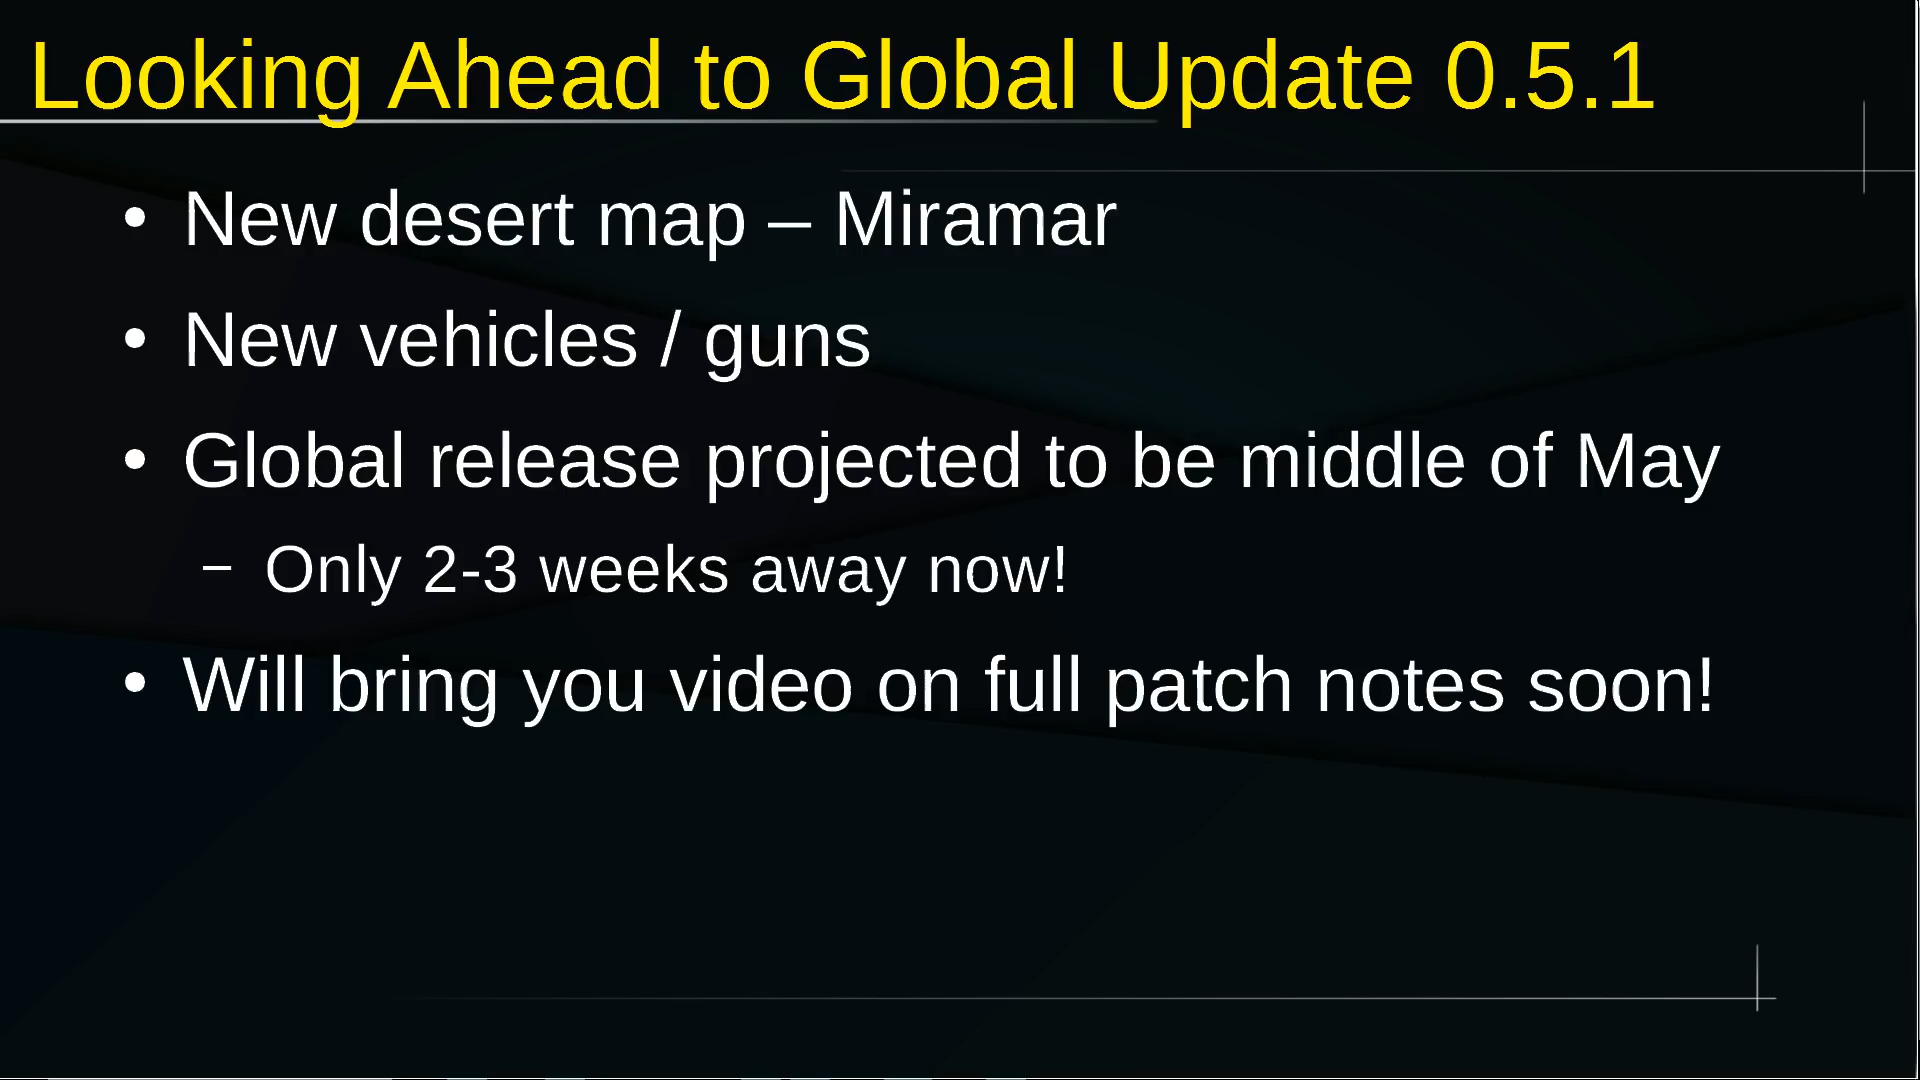 Looking Ahead to Global Update 0.5.1
• New desert map – Miramar
• New vehicles / guns
• Global release projected to be middle of May
– Only 2-3 weeks away now!
• Will bring you video on full patch notes soon!